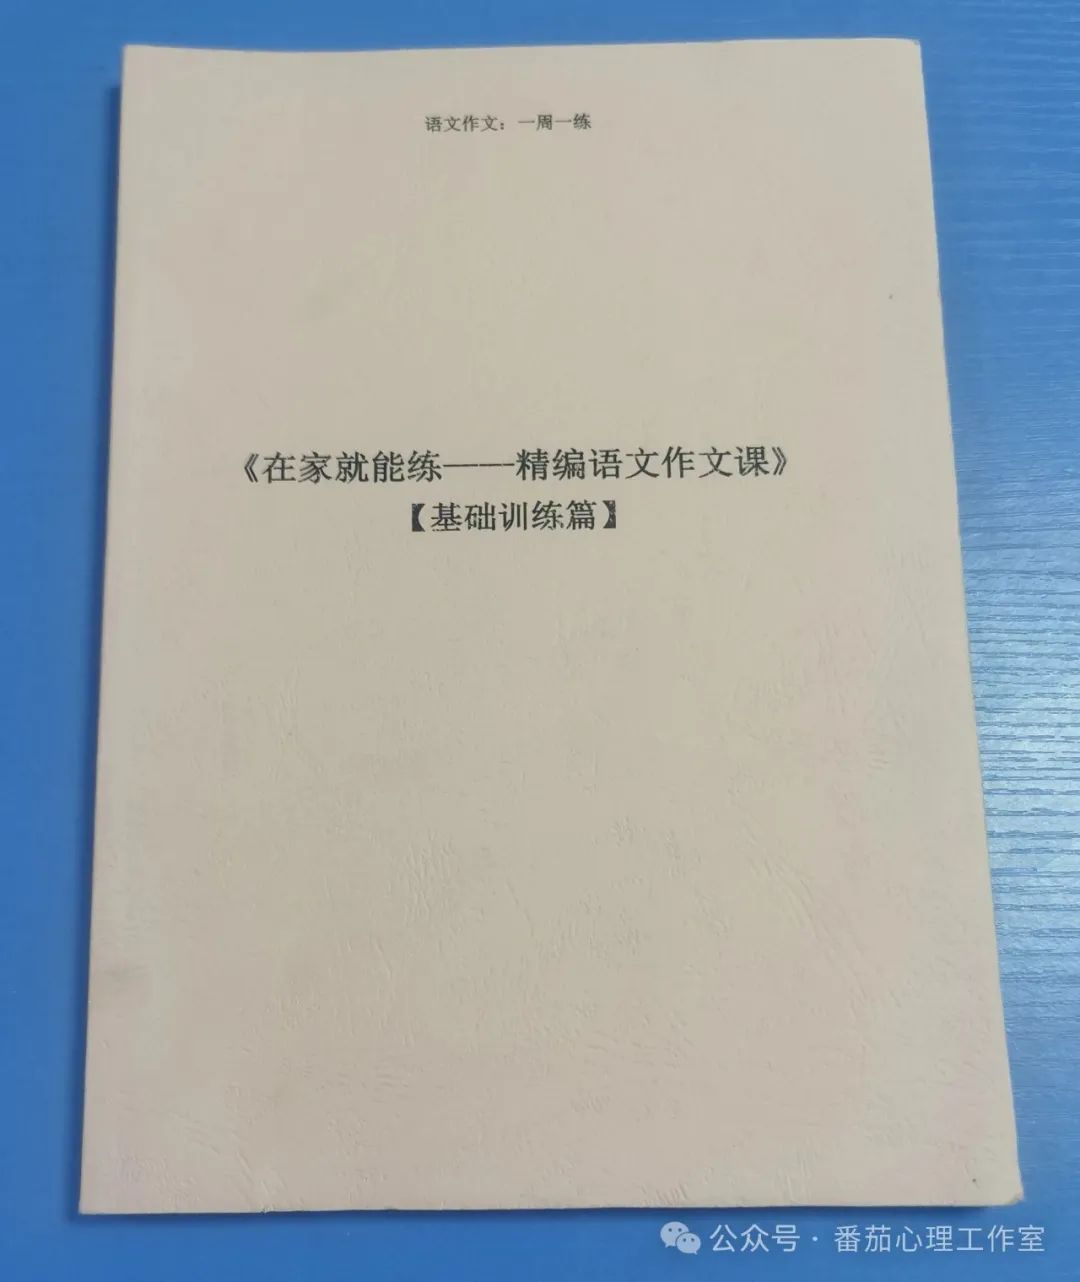 语文作文：一周一练
《在家就能练——精编语文作文课》
【基础训练篇】
公众号·番茄心理工作室